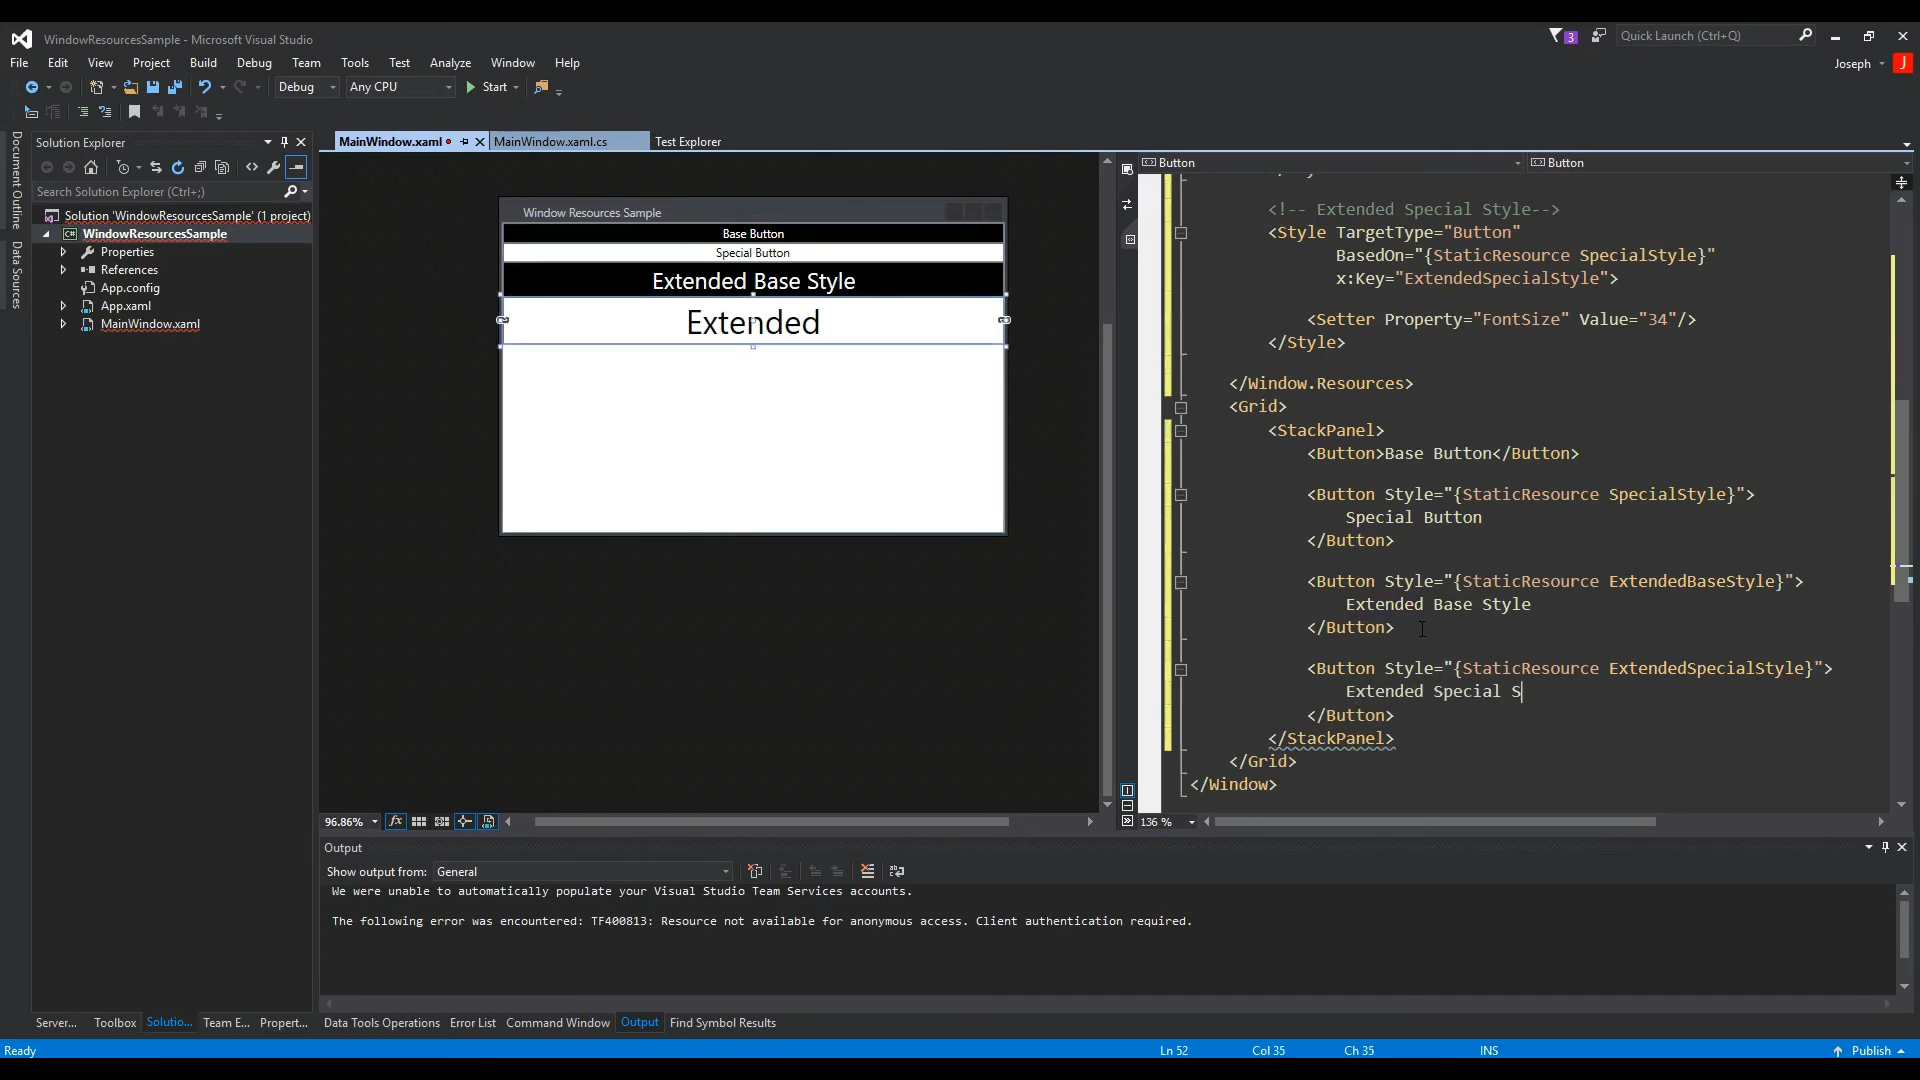 WindowResourcesSample - Microsoft Visual Studio
3
Quick Launch (Ctrl+Q)
File Edit View Project Build Debug Team Tools Test Analyze Window Help
Joseph J
Debug Any CPU Start
Document Outline
Data Sources
Solution Explorer
Search Solution Explorer (Ctrl+;)
Solution 'WindowResourcesSample' (1 project)
C# WindowResourcesSample
Properties
References
App.config
App.xaml
MainWindow.xaml
MainWindow.xaml MainWindow.xaml.cs Test Explorer
Window Resources Sample
Base Button
Special Button
Extended Base Style
Extended
96.86% fx
Button Button
<!-- Extended Special Style-->
<Style TargetType="Button"
BasedOn="{StaticResource SpecialStyle}"
x:Key="ExtendedSpecialStyle">
<Setter Property="FontSize" Value="34"/>
</Style>
</Window.Resources>
<Grid>
<StackPanel>
<Button>Base Button</Button>
<Button Style="{StaticResource SpecialStyle}">
Special Button
</Button>
<Button Style="{StaticResource ExtendedBaseStyle}">
Extended Base Style
</Button>
<Button Style="{StaticResource ExtendedSpecialStyle}">
Extended Special S
</Button>
</StackPanel>
</Grid>
</Window>
136 %
Output
Show output from: General
We were unable to automatically populate your Visual Studio Team Services accounts.
The following error was encountered: TF400813: Resource not available for anonymous access. Client authentication required.
Server... Toolbox Solutio... Team E... Propert... Data Tools Operations Error List Command Window Output Find Symbol Results
Ready Ln 52 Col 35 Ch 35 INS Publish